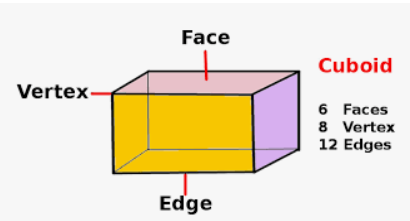 Face
Cuboid
Vertex
6 Faces
8 Vertex
12 Edges
Edge